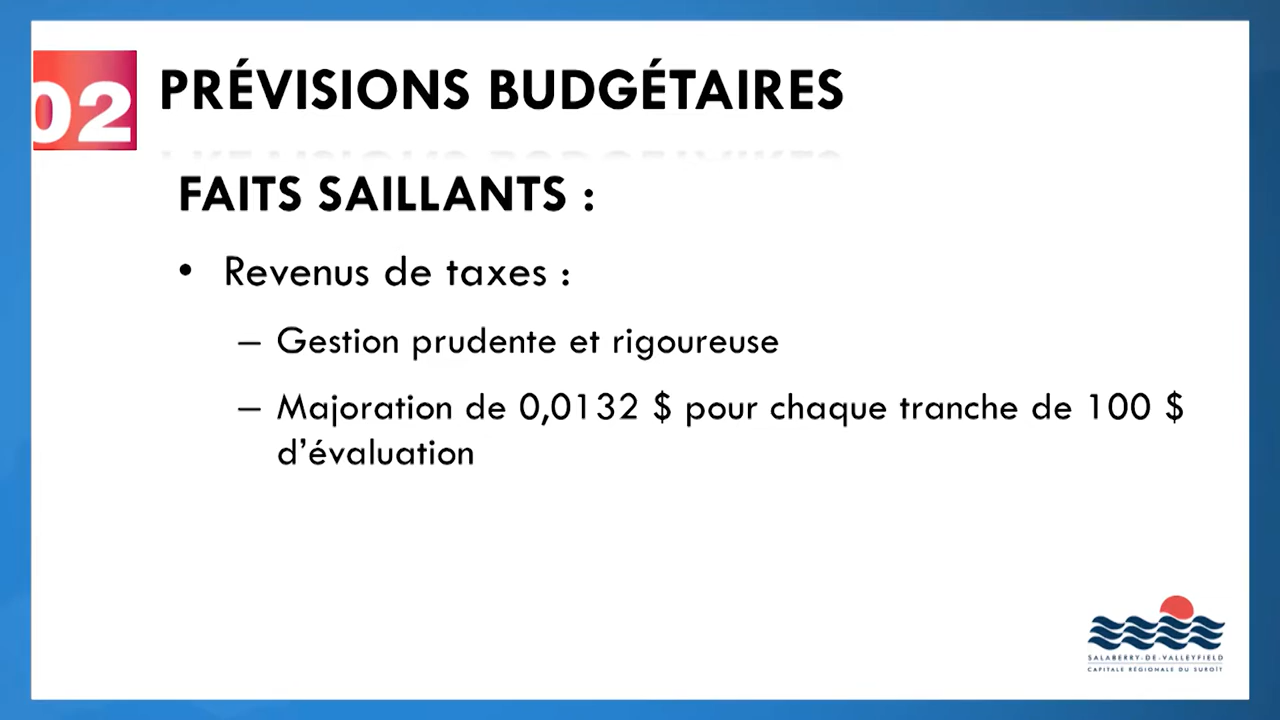 02
PRÉVISIONS BUDGÉTAIRES
FAITS SAILLANTS :
• Revenus de taxes :
– Gestion prudente et rigoureuse
– Majoration de 0,0132 $ pour chaque tranche de 100 $
d’évaluation
SALABERRY-DE-VALLEYFIELD
CAPITALE RÉGIONALE DU SUROÎT